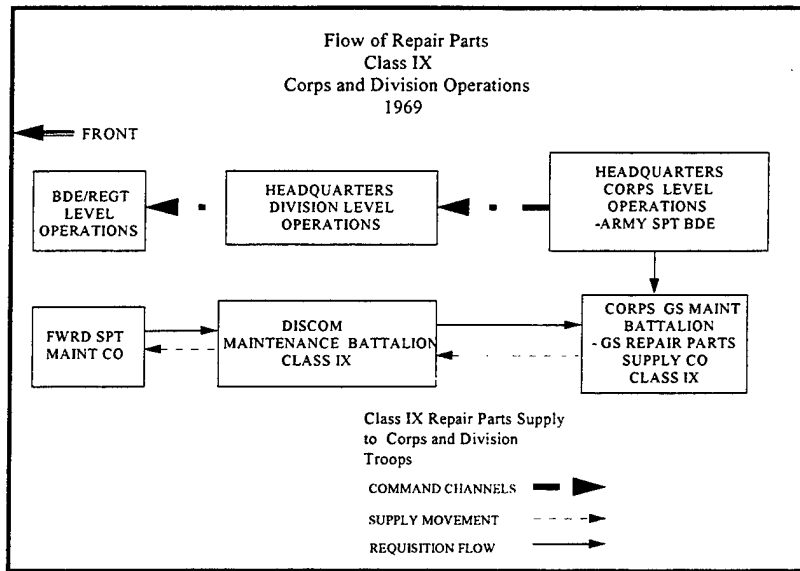 Flow of Repair Parts
Class IX
Corps and Division Operations
1969
FRONT
BDE/REGT
LEVEL
OPERATIONS
HEADQUARTERS
DIVISION LEVEL
OPERATIONS
HEADQUARTERS
CORPS LEVEL
OPERATIONS
-ARMY SPT BDE
FWRD SPT
MAINT CO
DISCOM
MAINTENANCE BATTALION
CLASS IX
CORPS GS MAINT
BATTALION
- GS REPAIR PARTS
SUPPLY CO
CLASS IX
Class IX Repair Parts Supply
to Corps and Division
Troops
COMMAND CHANNELS
SUPPLY MOVEMENT
REQUISITION FLOW